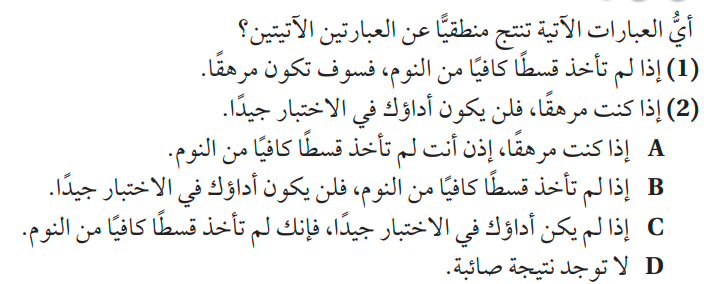 أيُّ العبارات الآتية تنتج منطقيًّا عن العبارتين الآتيتين؟
(1) إذا لم تأخذ قسطًا كافيًا من النوم، فسوف تكون مرهقًا.
(2) إذا كنت مرهقًا، فلن يكون أداؤك في الاختبار جيدًا.
A إذا كنت مرهقًا، إذن أنت لم تأخذ قسطًا كافيًا من النوم.
B إذا لم تأخذ قسطًا كافيًا من النوم، فلن يكون أداؤك في الاختبار جيدًا.
C إذا لم يكن أداؤك في الاختبار جيدًا، فإنك لم تأخذ قسطًا كافيًا من النوم.
D لا توجد نتيجة صائبة.